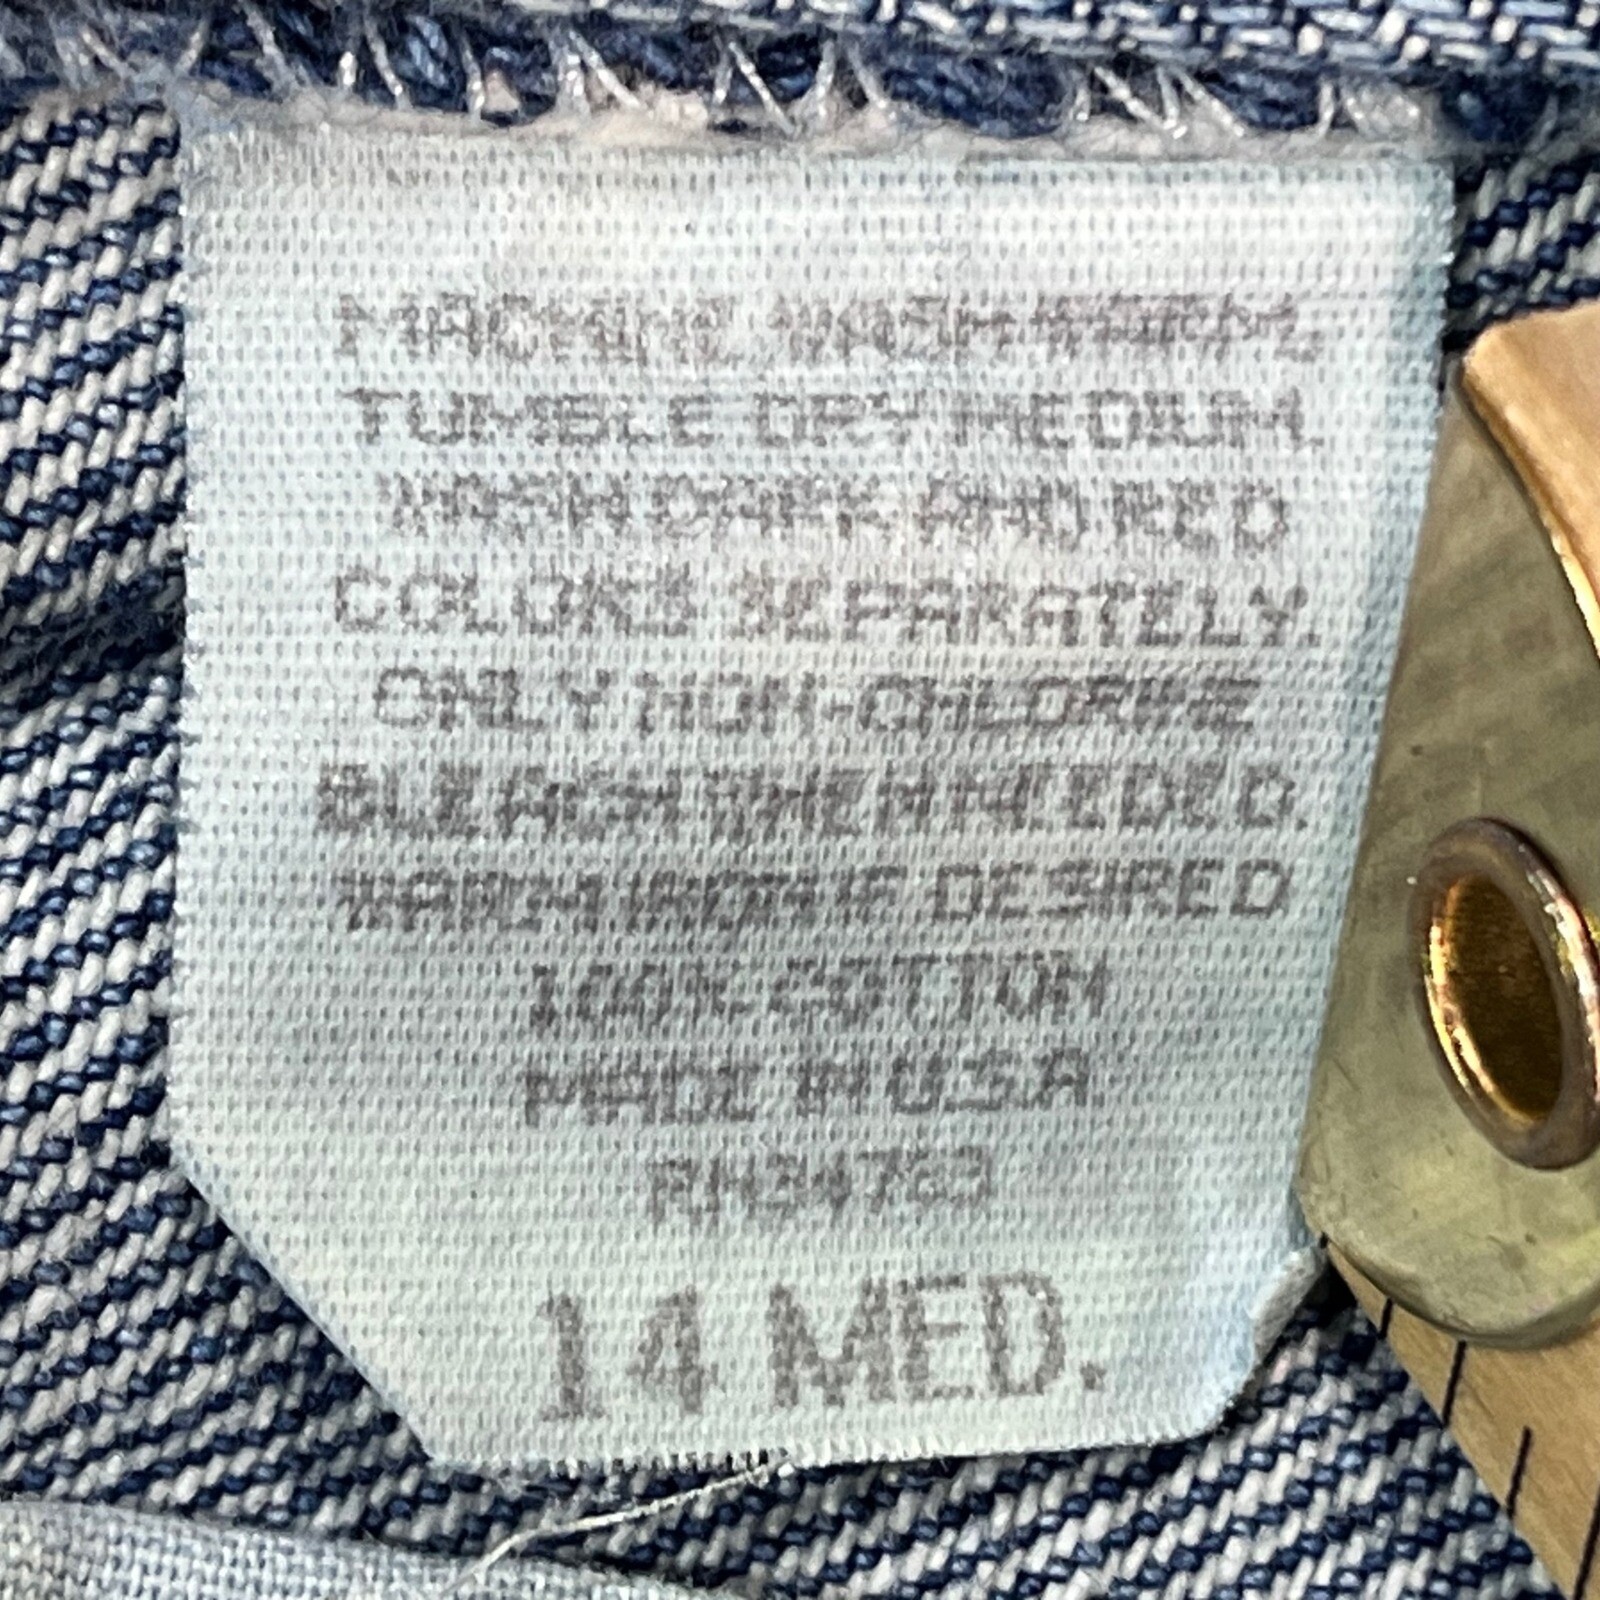 MACHINE WASH WARM.
TUMBLE DRY MEDIUM.
WASH DARK AND RED
COLORS SEPARATELY.
ONLY NON-CHLORINE
BLEACH WHEN NEEDED.
WARM IRON IF DESIRED
100% COTTON
MADE IN U.S.A.
RN34763
14 MED.